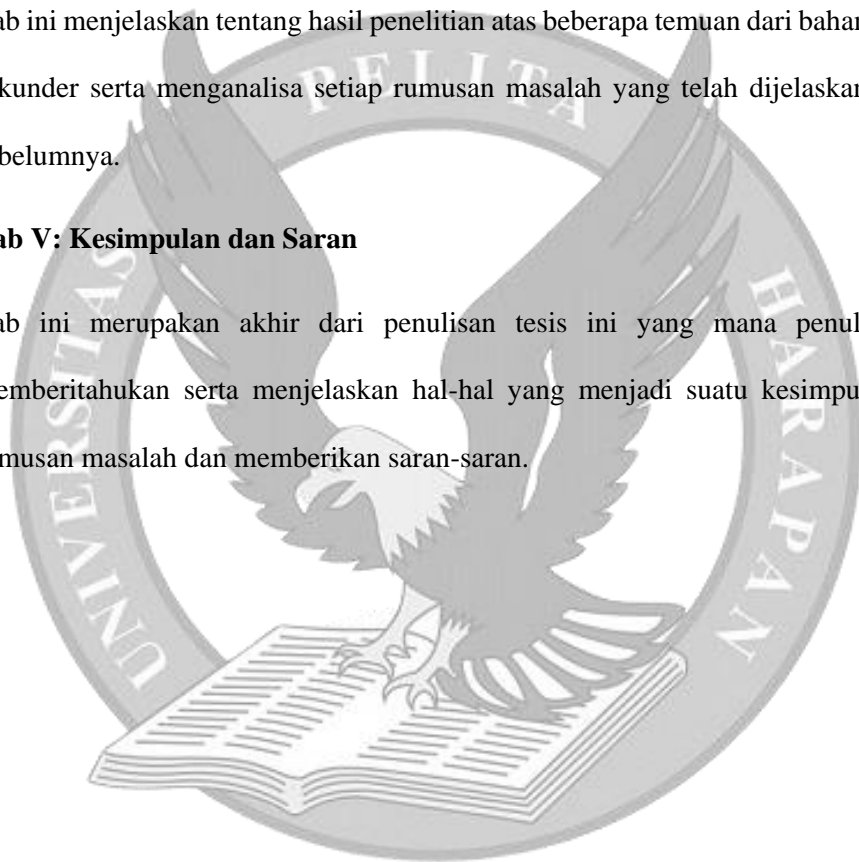 ab ini menjelaskan tentang hasil penelitian atas beberapa temuan dari bahan
kunder serta menganalisa setiap rumusan masalah yang telah dijelaskan
belumnya.
ab V: Kesimpulan dan Saran
ab ini merupakan akhir dari penulisan tesis ini yang mana penul
emberitahukan serta menjelaskan hal-hal yang menjadi suatu kesimpu
musan masalah dan memberikan saran-saran.
UNIVERSITAS PELITA HARAPAN